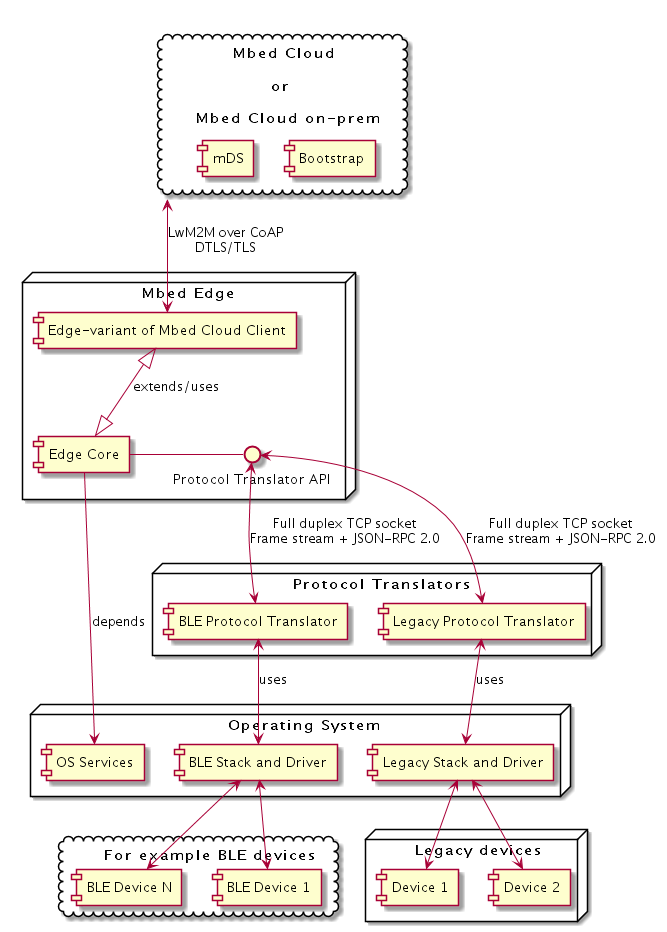 Mbed Cloud
or
Mbed Cloud on-prem
mDS
Bootstrap
LwM2M over CoAP
DTLS/TLS
Mbed Edge
Edge-variant of Mbed Cloud Client
extends/uses
Edge Core
Protocol Translator API
Full duplex TCP socket
Frame stream + JSON-RPC 2.0
Full duplex TCP socket
Frame stream + JSON-RPC 2.0
Protocol Translators
BLE Protocol Translator
Legacy Protocol Translator
depends
uses
uses
Operating System
OS Services
BLE Stack and Driver
Legacy Stack and Driver
For example BLE devices
BLE Device N
BLE Device 1
Legacy devices
Device 1
Device 2